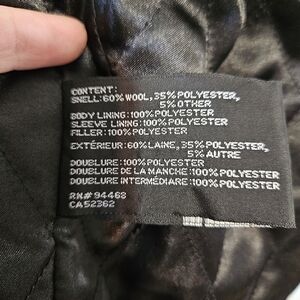 CONTENT:
SHELL:60% WOOL, 35% POLYESTER,
5% OTHER
BODY LINING:100% POLYESTER
SLEEVE LINING:100% POLYESTER
FILLER:100% POLYESTER
EXTÉRIEUR:60% LAINE, 35% POLYESTER,
5% AUTRE
DOUBLURE:100% POLYESTER
DOUBLURE DE LA MANCHE:100% POLYESTER
DOUBLURE INTERMÉDIAIRE:100% POLYESTER
RN# 94468
CA52362